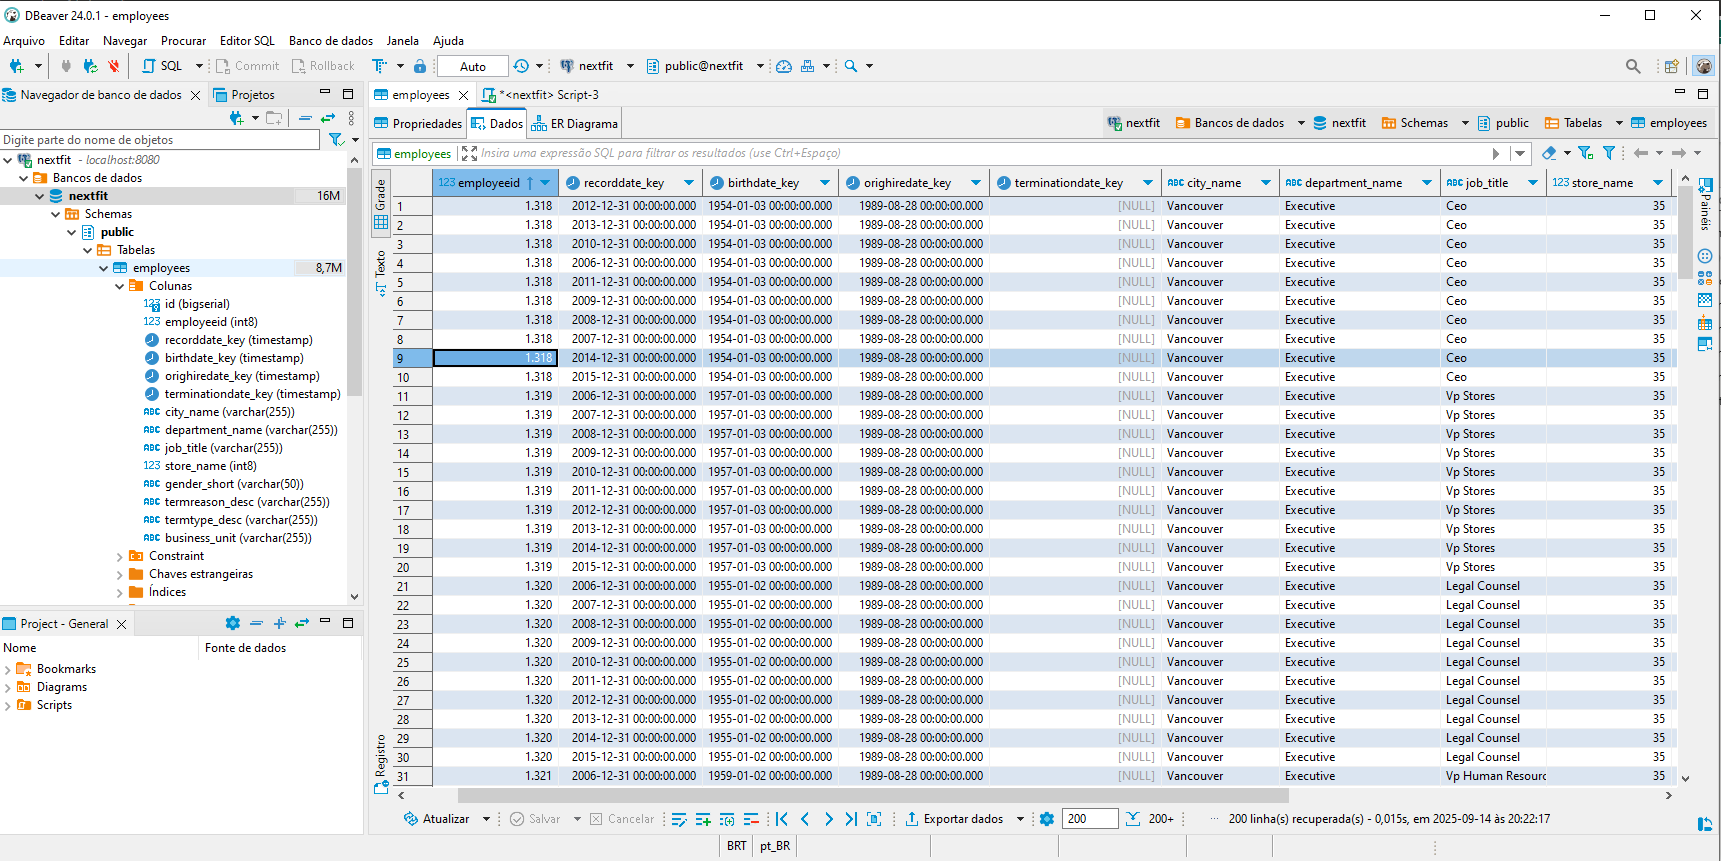 DBeaver 24.0.1 - employees
Arquivo Editar Navegar Procurar Editor SQL Banco de dados Janela Ajuda
SQL Commit Rollback Auto nextfit public@nextfit
Navegador de banco de dados Projetos
Digite parte do nome de objetos
nextfit - localhost:8080
Bancos de dados
nextfit 16M
Schemas
public
Tabelas
employees 8,7M
Colunas
id (bigserial)
123 employeeid (int8)
recorddate_key (timestamp)
birthdate_key (timestamp)
orighiredate_key (timestamp)
terminationdate_key (timestamp)
ABC city_name (varchar(255))
ABC department_name (varchar(255))
ABC job_title (varchar(255))
123 store_name (int8)
ABC gender_short (varchar(50))
ABC termreason_desc (varchar(255))
ABC termtype_desc (varchar(255))
ABC business_unit (varchar(255))
Constraint
Chaves estrangeiras
Índices
Project - General
Nome Fonte de dados
Bookmarks
Diagrams
Scripts
employees *<nextfit> Script-3
Propriedades Dados ER Diagrama
nextfit Bancos de dados nextfit Schemas public Tabelas employees
employees Insira uma expressão SQL para filtrar os resultados (use Ctrl+Espaço)
Grade
Texto
Registro
123 employeeid recorddate_key birthdate_key orighiredate_key terminationdate_key ABC city_name ABC department_name ABC job_title 123 store_name
1 1.318 2012-12-31 00:00:00.000 1954-01-03 00:00:00.000 1989-08-28 00:00:00.000 [NULL] Vancouver Executive Ceo 35
2 1.318 2013-12-31 00:00:00.000 1954-01-03 00:00:00.000 1989-08-28 00:00:00.000 [NULL] Vancouver Executive Ceo 35
3 1.318 2010-12-31 00:00:00.000 1954-01-03 00:00:00.000 1989-08-28 00:00:00.000 [NULL] Vancouver Executive Ceo 35
4 1.318 2006-12-31 00:00:00.000 1954-01-03 00:00:00.000 1989-08-28 00:00:00.000 [NULL] Vancouver Executive Ceo 35
5 1.318 2011-12-31 00:00:00.000 1954-01-03 00:00:00.000 1989-08-28 00:00:00.000 [NULL] Vancouver Executive Ceo 35
6 1.318 2009-12-31 00:00:00.000 1954-01-03 00:00:00.000 1989-08-28 00:00:00.000 [NULL] Vancouver Executive Ceo 35
7 1.318 2008-12-31 00:00:00.000 1954-01-03 00:00:00.000 1989-08-28 00:00:00.000 [NULL] Vancouver Executive Ceo 35
8 1.318 2007-12-31 00:00:00.000 1954-01-03 00:00:00.000 1989-08-28 00:00:00.000 [NULL] Vancouver Executive Ceo 35
9 1.318 2014-12-31 00:00:00.000 1954-01-03 00:00:00.000 1989-08-28 00:00:00.000 [NULL] Vancouver Executive Ceo 35
10 1.318 2015-12-31 00:00:00.000 1954-01-03 00:00:00.000 1989-08-28 00:00:00.000 [NULL] Vancouver Executive Ceo 35
11 1.319 2006-12-31 00:00:00.000 1957-01-03 00:00:00.000 1989-08-28 00:00:00.000 [NULL] Vancouver Executive Vp Stores 35
12 1.319 2007-12-31 00:00:00.000 1957-01-03 00:00:00.000 1989-08-28 00:00:00.000 [NULL] Vancouver Executive Vp Stores 35
13 1.319 2008-12-31 00:00:00.000 1957-01-03 00:00:00.000 1989-08-28 00:00:00.000 [NULL] Vancouver Executive Vp Stores 35
14 1.319 2009-12-31 00:00:00.000 1957-01-03 00:00:00.000 1989-08-28 00:00:00.000 [NULL] Vancouver Executive Vp Stores 35
15 1.319 2010-12-31 00:00:00.000 1957-01-03 00:00:00.000 1989-08-28 00:00:00.000 [NULL] Vancouver Executive Vp Stores 35
16 1.319 2011-12-31 00:00:00.000 1957-01-03 00:00:00.000 1989-08-28 00:00:00.000 [NULL] Vancouver Executive Vp Stores 35
17 1.319 2012-12-31 00:00:00.000 1957-01-03 00:00:00.000 1989-08-28 00:00:00.000 [NULL] Vancouver Executive Vp Stores 35
18 1.319 2013-12-31 00:00:00.000 1957-01-03 00:00:00.000 1989-08-28 00:00:00.000 [NULL] Vancouver Executive Vp Stores 35
19 1.319 2014-12-31 00:00:00.000 1957-01-03 00:00:00.000 1989-08-28 00:00:00.000 [NULL] Vancouver Executive Vp Stores 35
20 1.319 2015-12-31 00:00:00.000 1957-01-03 00:00:00.000 1989-08-28 00:00:00.000 [NULL] Vancouver Executive Vp Stores 35
21 1.320 2006-12-31 00:00:00.000 1955-01-02 00:00:00.000 1989-08-28 00:00:00.000 [NULL] Vancouver Executive Legal Counsel 35
22 1.320 2007-12-31 00:00:00.000 1955-01-02 00:00:00.000 1989-08-28 00:00:00.000 [NULL] Vancouver Executive Legal Counsel 35
23 1.320 2008-12-31 00:00:00.000 1955-01-02 00:00:00.000 1989-08-28 00:00:00.000 [NULL] Vancouver Executive Legal Counsel 35
24 1.320 2009-12-31 00:00:00.000 1955-01-02 00:00:00.000 1989-08-28 00:00:00.000 [NULL] Vancouver Executive Legal Counsel 35
25 1.320 2010-12-31 00:00:00.000 1955-01-02 00:00:00.000 1989-08-28 00:00:00.000 [NULL] Vancouver Executive Legal Counsel 35
26 1.320 2011-12-31 00:00:00.000 1955-01-02 00:00:00.000 1989-08-28 00:00:00.000 [NULL] Vancouver Executive Legal Counsel 35
27 1.320 2012-12-31 00:00:00.000 1955-01-02 00:00:00.000 1989-08-28 00:00:00.000 [NULL] Vancouver Executive Legal Counsel 35
28 1.320 2013-12-31 00:00:00.000 1955-01-02 00:00:00.000 1989-08-28 00:00:00.000 [NULL] Vancouver Executive Legal Counsel 35
29 1.320 2014-12-31 00:00:00.000 1955-01-02 00:00:00.000 1989-08-28 00:00:00.000 [NULL] Vancouver Executive Legal Counsel 35
30 1.320 2015-12-31 00:00:00.000 1955-01-02 00:00:00.000 1989-08-28 00:00:00.000 [NULL] Vancouver Executive Legal Counsel 35
31 1.321 2006-12-31 00:00:00.000 1959-01-02 00:00:00.000 1989-08-28 00:00:00.000 [NULL] Vancouver Executive Vp Human Resourc 35
Painéis
Atualizar Salvar Cancelar Exportar dados 200 200+ 200 linha(s) recuperada(s) - 0,015s, em 2025-09-14 às 20:22:17
BRT pt_BR